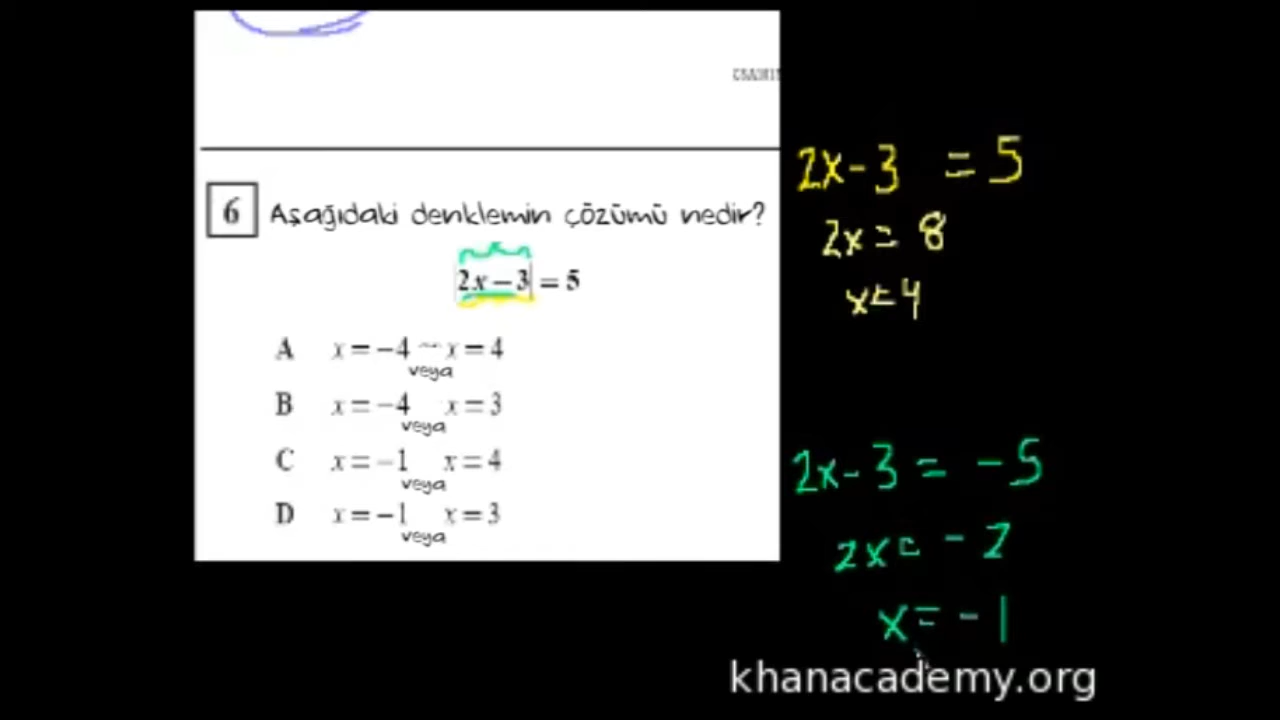 6 Aşağıdaki denklemin çözümü nedir?
|2x − 3| = 5
A x = −4 veya x = 4
B x = −4 veya x = 3
C x = −1 veya x = 4
D x = −1 veya x = 3
2x - 3 = 5
2x = 8
x = 4
2x - 3 = -5
2x = -2
x = -1
khanacademy.org